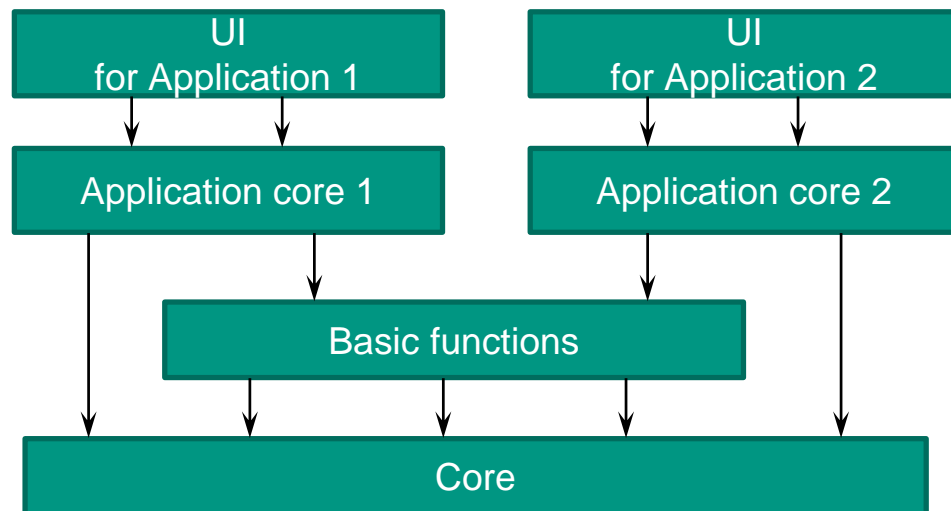 UI
for Application 1
UI
for Application 2
Application core 1
Application core 2
Basic functions
Core